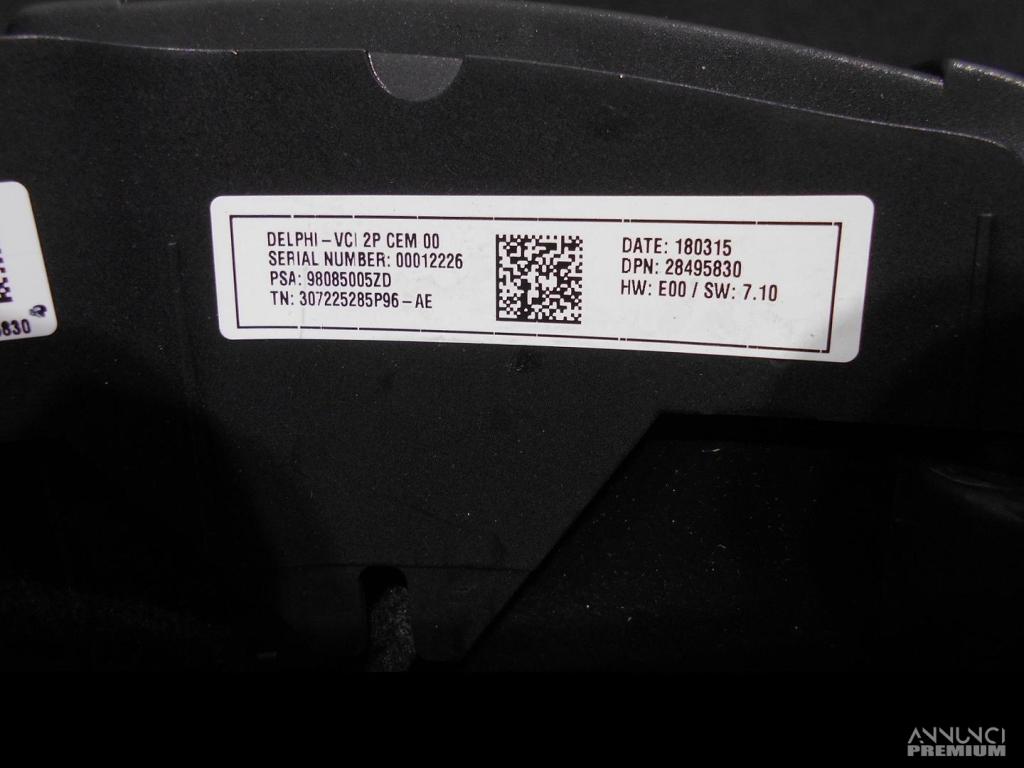 DELPHI - VCI 2P CEM 00
SERIAL NUMBER: 00012226
PSA: 98085005ZD
TN: 307225285P96 - AE
DATE: 180315
DPN: 28495830
HW: E00 / SW: 7.10
830
ANNUNCI
PREMIUM